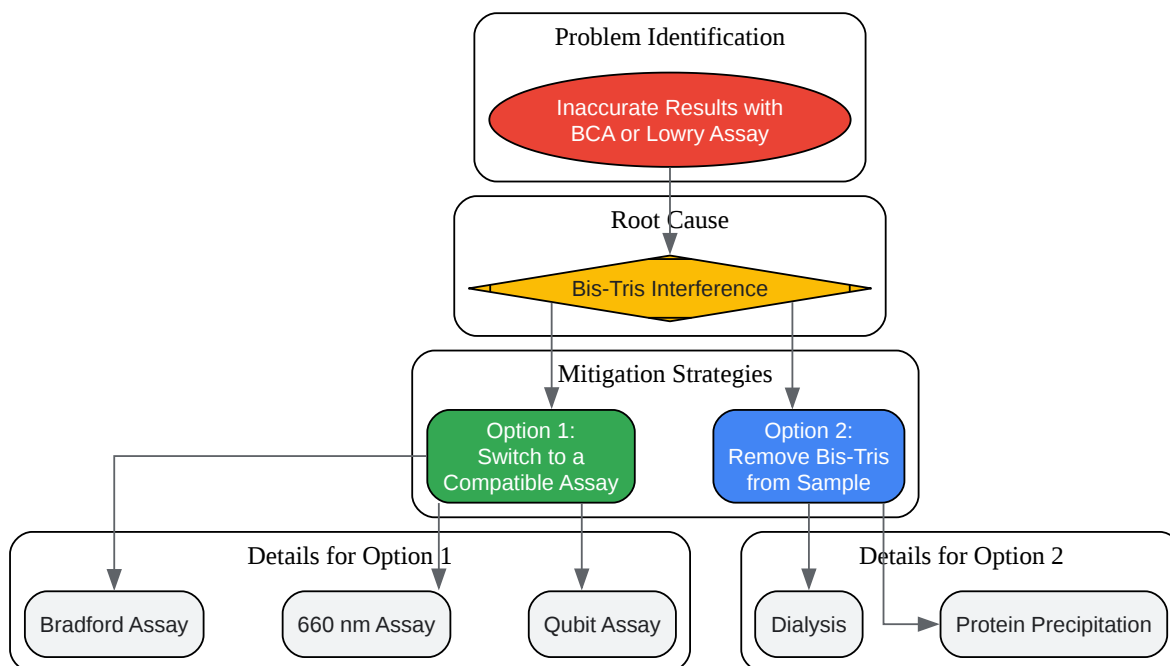 Problem Identification
Inaccurate Results with
BCA or Lowry Assay
Root Cause
Bis-Tris Interference
Mitigation Strategies
Option 1:
Switch to a
Compatible Assay
Option 2:
Remove Bis-Tris
from Sample
Details for Option 1
Bradford Assay
660 nm Assay
Qubit Assay
Details for Option 2
Dialysis
Protein Precipitation